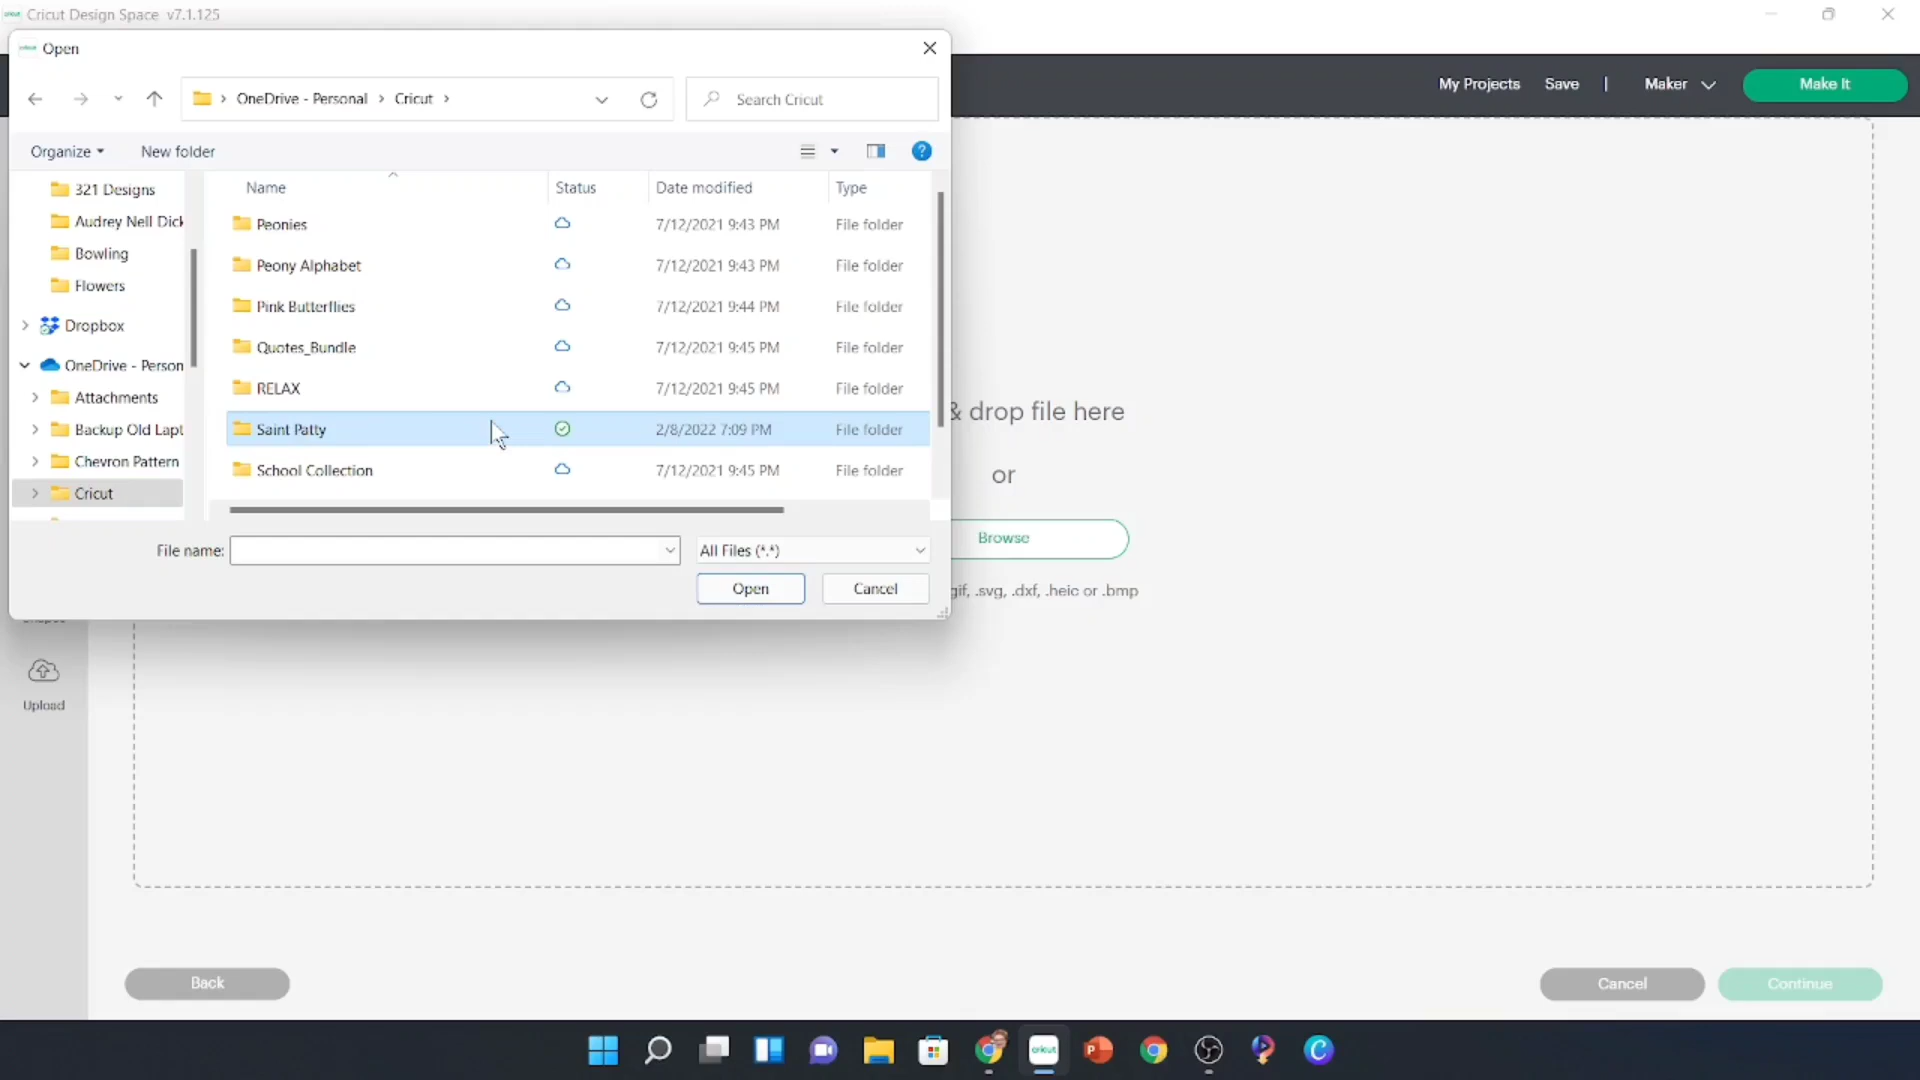 Cricut Design Space v7.1.125
Open
OneDrive - Personal > Cricut >
Search Cricut
My Projects Save | Maker Make It
Organize New folder
Name Status Date modified Type
321 Designs
Audrey Nell Dick
Bowling
Flowers
Dropbox
OneDrive - Person
Attachments
Backup Old Lapt
Chevron Pattern
Cricut
Peonies 7/12/2021 9:43 PM File folder
Peony Alphabet 7/12/2021 9:43 PM File folder
Pink Butterflies 7/12/2021 9:44 PM File folder
Quotes_Bundle 7/12/2021 9:45 PM File folder
RELAX 7/12/2021 9:45 PM File folder
Saint Patty 2/8/2022 7:09 PM File folder
School Collection 7/12/2021 9:45 PM File folder
File name: All Files (*.*)
Open Cancel
& drop file here
or
Browse
gif, .svg, .dxf, .heic or .bmp
Upload
Back Cancel Continue